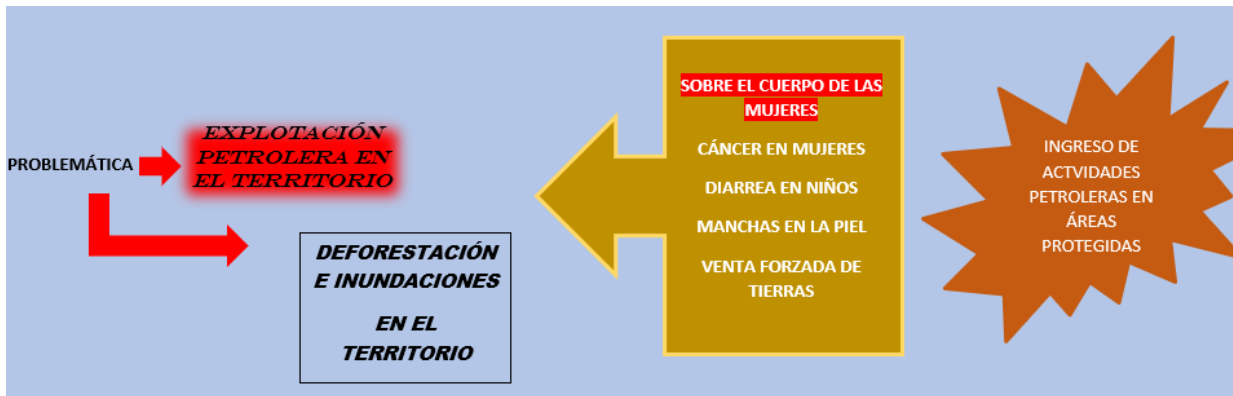 PROBLEMÁTICA
EXPLOTACIÓN
PETROLERA EN
EL TERRITORIO
DEFORESTACIÓN
E INUNDACIONES
EN EL
TERRITORIO
SOBRE EL CUERPO DE LAS
MUJERES
CÁNCER EN MUJERES
DIARREA EN NIÑOS
MANCHAS EN LA PIEL
VENTA FORZADA DE
TIERRAS
INGRESO DE
ACTVIDADES
PETROLERAS EN
ÁREAS
PROTEGIDAS